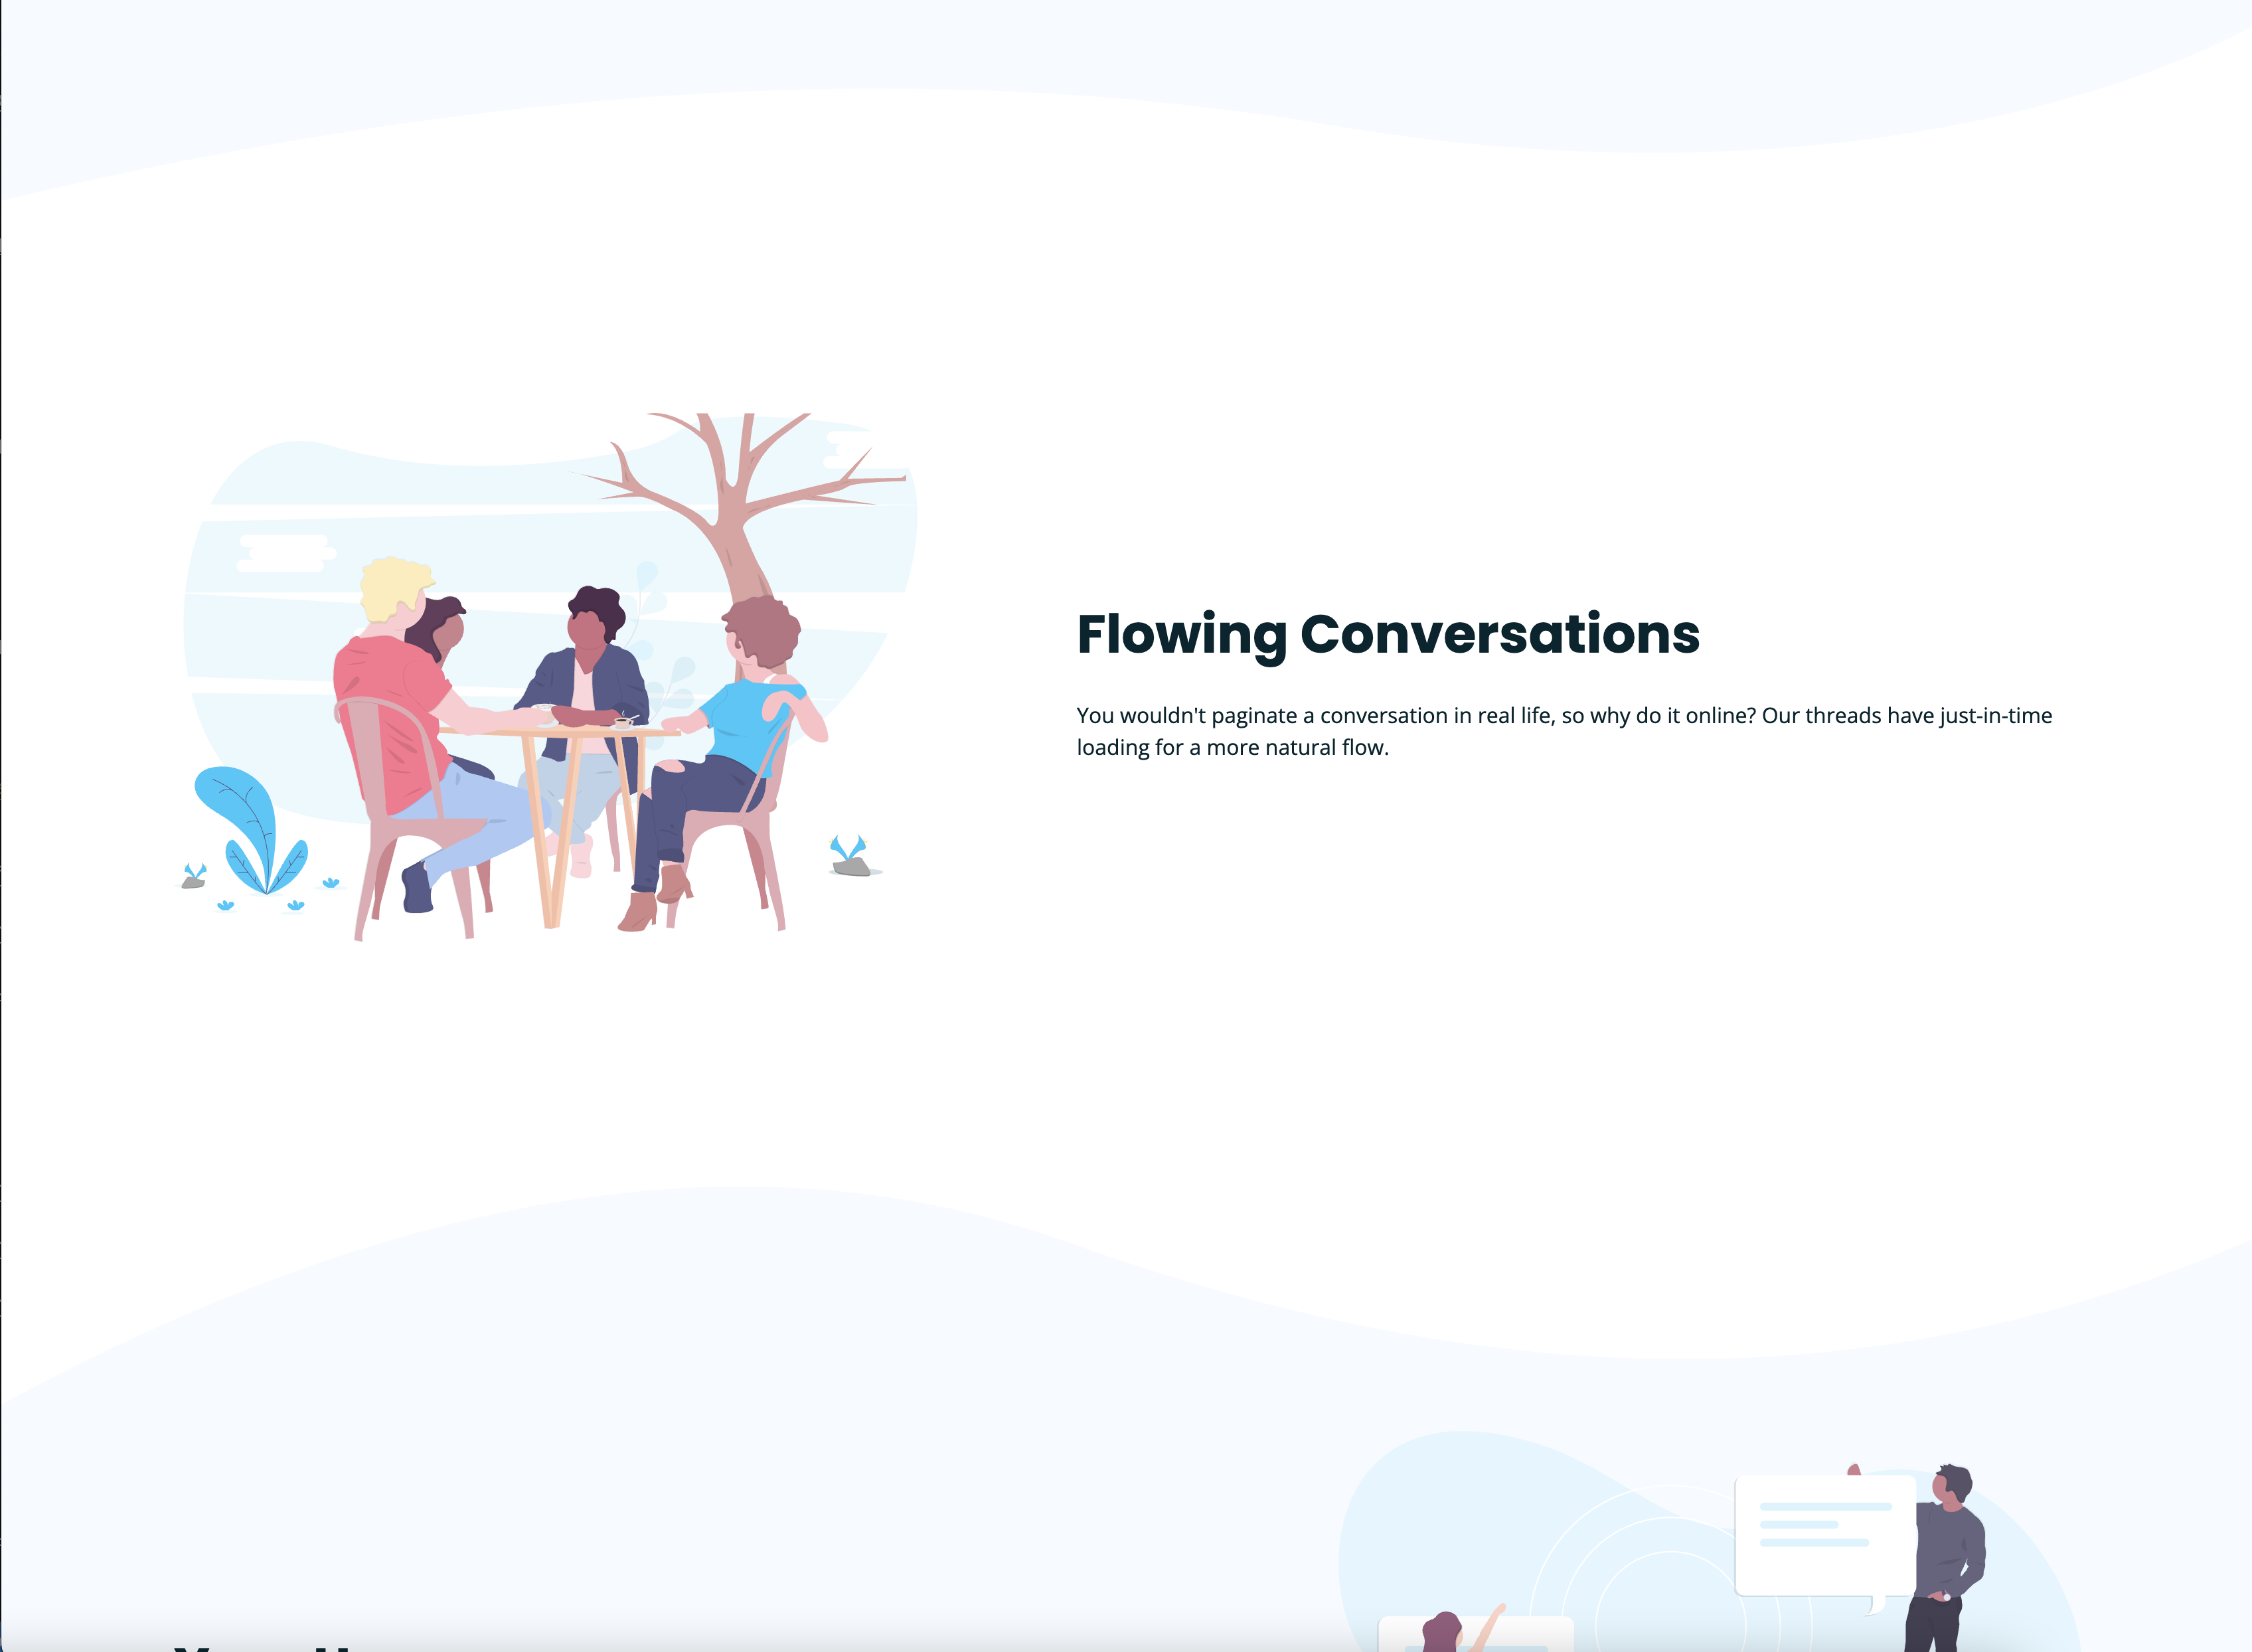 Flowing Conversations
You wouldn't paginate a conversation in real life, so why do it online? Our threads have just-in-time
loading for a more natural flow.